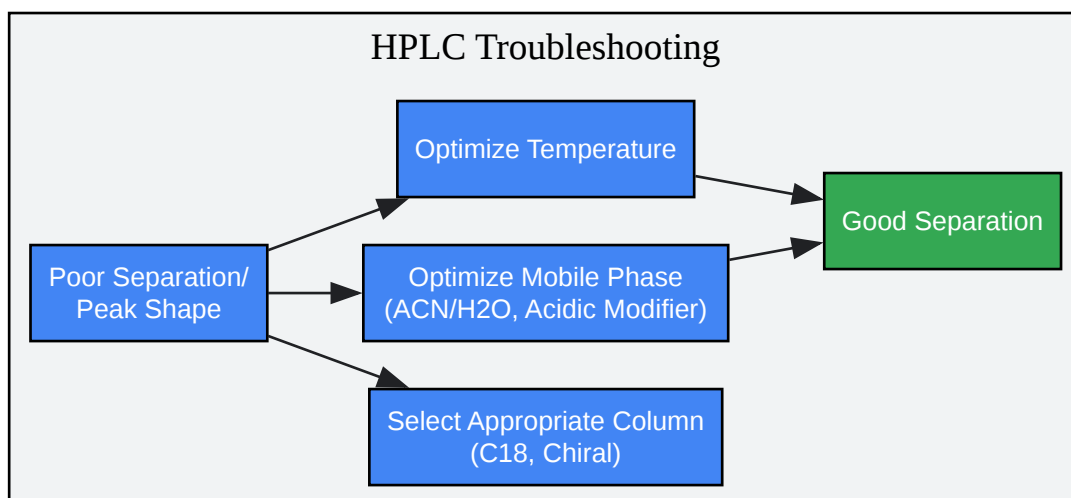 HPLC Troubleshooting
Optimize Temperature
Good Separation
Poor Separation/
Peak Shape
Optimize Mobile Phase
(ACN/H2O, Acidic Modifier)
Select Appropriate Column
(C18, Chiral)